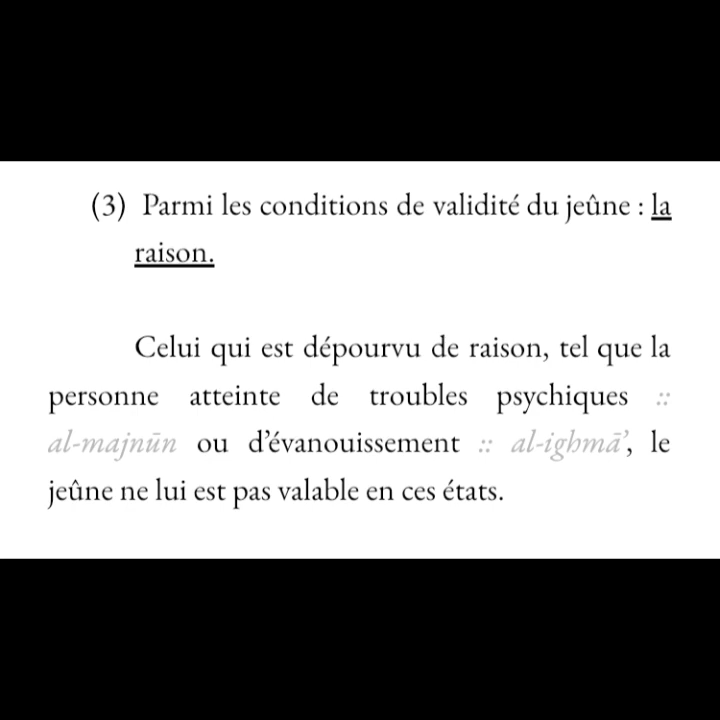 (3) Parmi les conditions de validité du jeûne : la
raison.
Celui qui est dépourvu de raison, tel que la
personne atteinte de troubles psychiques ::
al-majnūn ou d’évanouissement :: al-ighmā’, le
jeûne ne lui est pas valable en ces états.